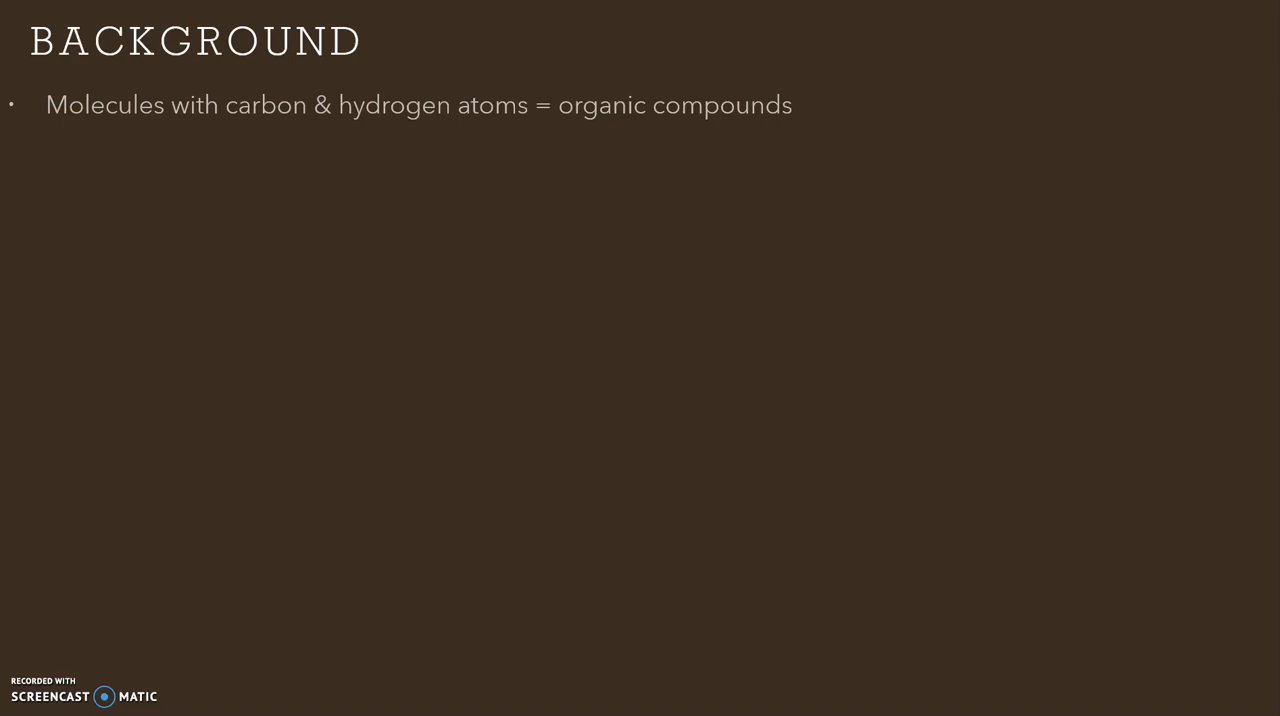 BACKGROUND
• Molecules with carbon & hydrogen atoms = organic compounds
RECORDED WITH
SCREENCAST MATIC